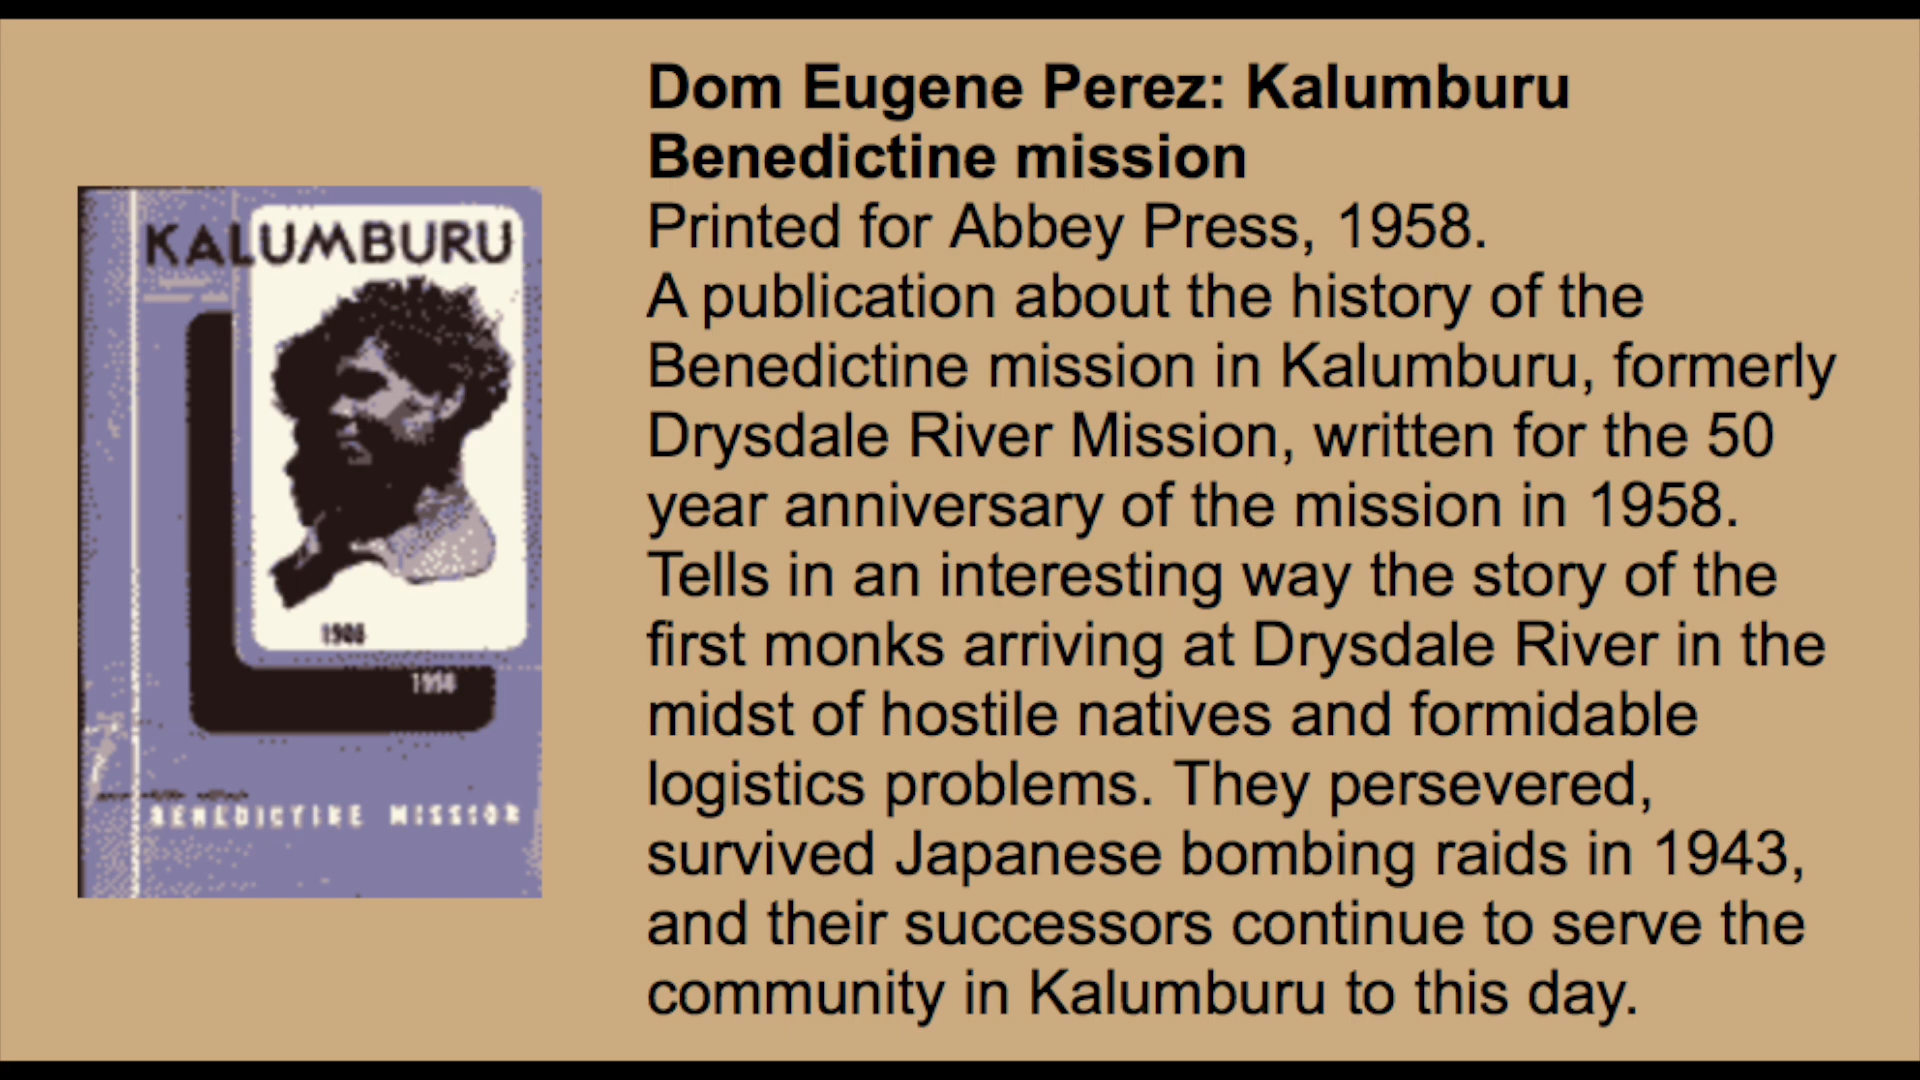 KALUMBURU
1908
1958
BENEDICTINE MISSION
Dom Eugene Perez: Kalumburu
Benedictine mission
Printed for Abbey Press, 1958.
A publication about the history of the
Benedictine mission in Kalumburu, formerly
Drysdale River Mission, written for the 50
year anniversary of the mission in 1958.
Tells in an interesting way the story of the
first monks arriving at Drysdale River in the
midst of hostile natives and formidable
logistics problems. They persevered,
survived Japanese bombing raids in 1943,
and their successors continue to serve the
community in Kalumburu to this day.